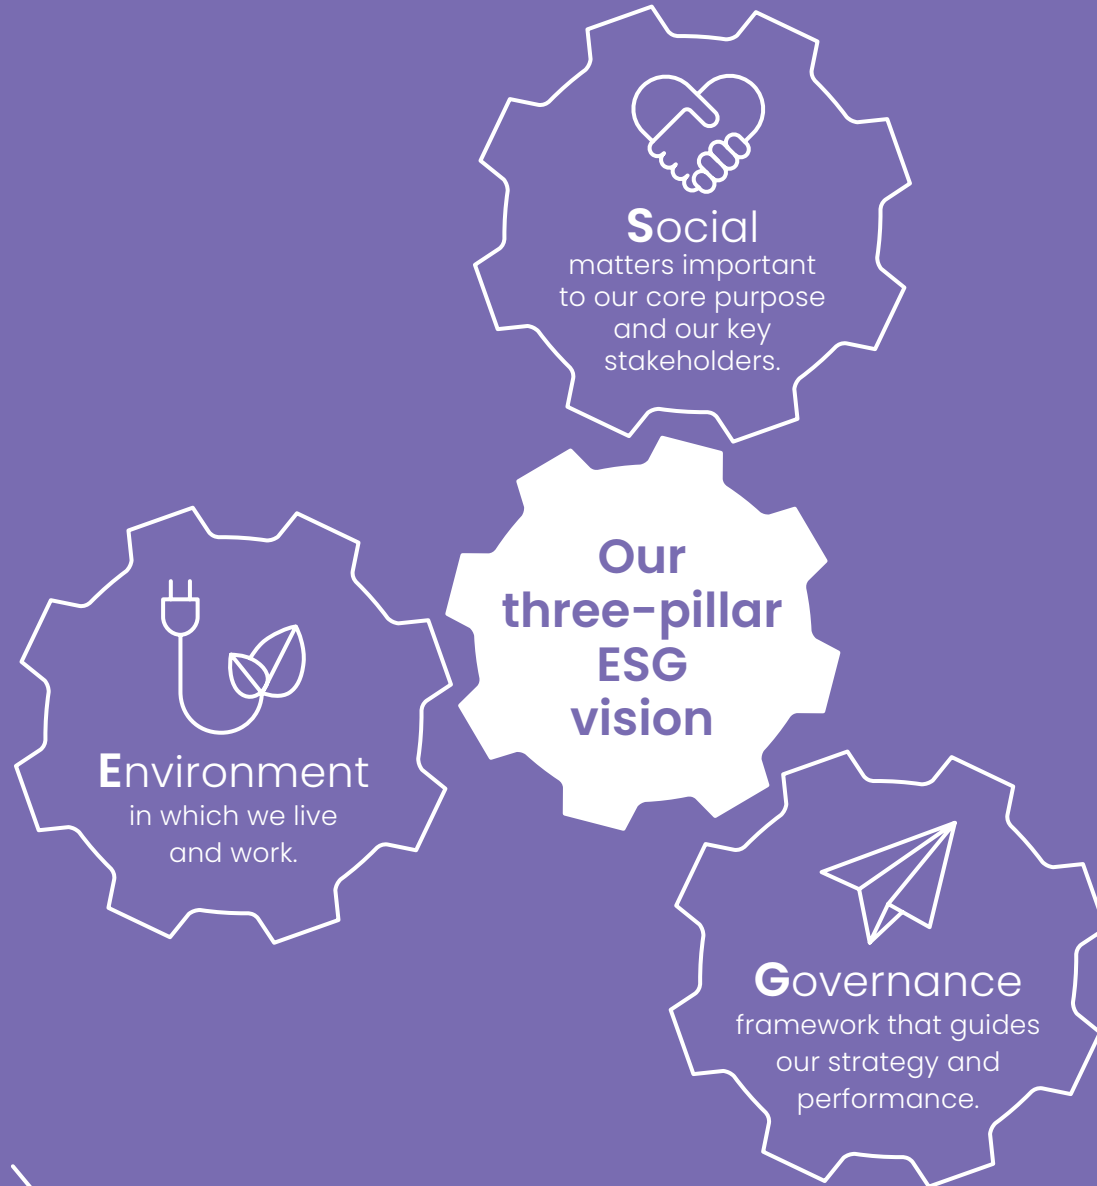 Social
matters important
to our core purpose
and our key
stakeholders.
Our
three-pillar
ESG
vision
Environment
in which we live
and work.
Governance
framework that guides
our strategy and
performance.